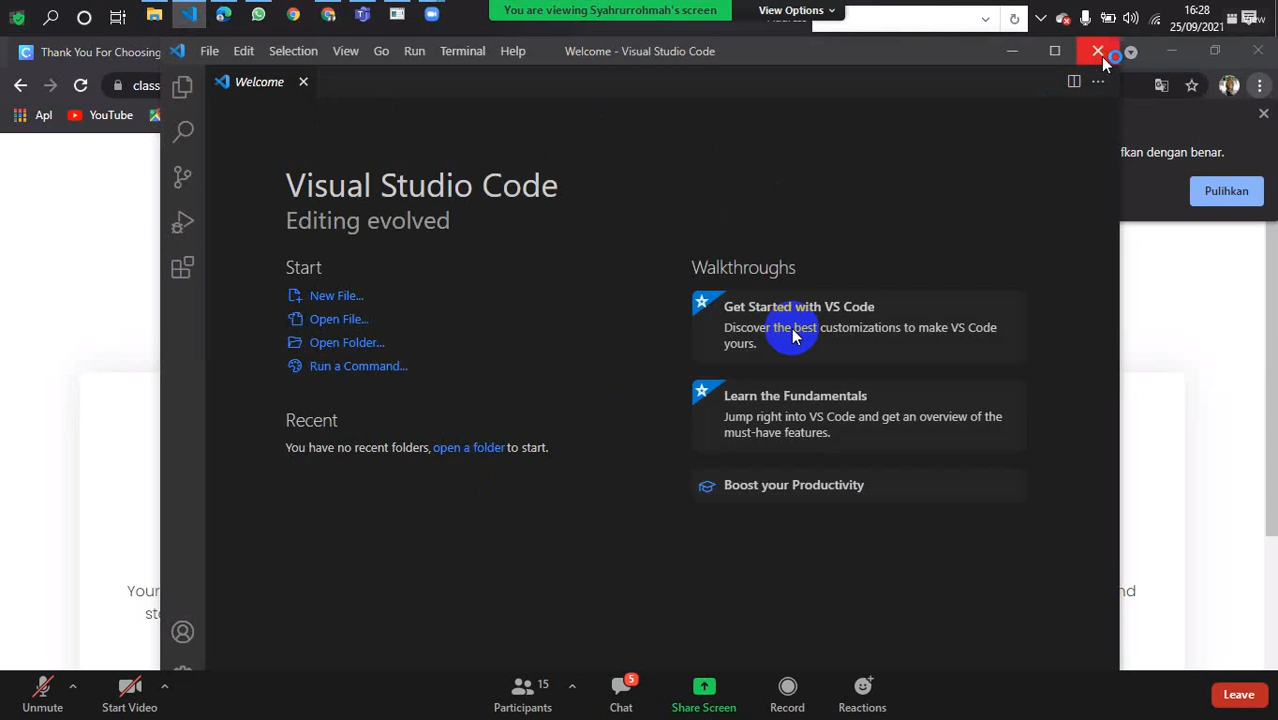 You are viewing Syahrurrohmah's screen
View Options
16:28
25/09/2021
Thank You For Choosing
File Edit Selection View Go Run Terminal Help
Welcome - Visual Studio Code
Welcome
class
Apl YouTube
fkan dengan benar.
Pulihkan
Visual Studio Code
Editing evolved
Start
New File...
Open File...
Open Folder...
Run a Command...
Recent
You have no recent folders, open a folder to start.
Walkthroughs
Get Started with VS Code
Discover the best customizations to make VS Code
yours.
Learn the Fundamentals
Jump right into VS Code and get an overview of the
must-have features.
Boost your Productivity
Your
nd
Unmute
Start Video
15
Participants
5
Chat
Share Screen
Record
Reactions
Leave